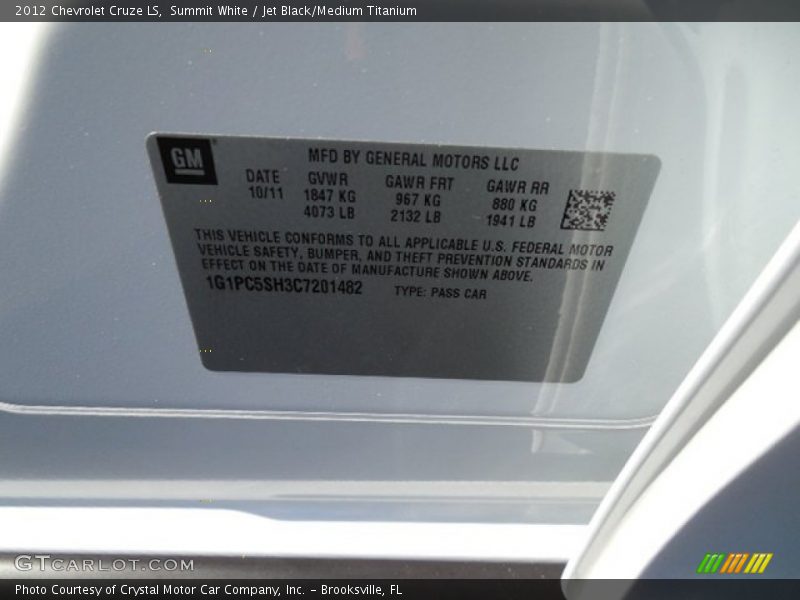 2012 Chevrolet Cruze LS,  Summit White / Jet Black/Medium Titanium
GM
MFD BY GENERAL MOTORS LLC
DATE GVWR GAWR FRT GAWR RR
10/11 1847 KG 967 KG 880 KG
4073 LB 2132 LB 1941 LB
THIS VEHICLE CONFORMS TO ALL APPLICABLE U.S. FEDERAL MOTOR
VEHICLE SAFETY, BUMPER, AND THEFT PREVENTION STANDARDS IN
EFFECT ON THE DATE OF MANUFACTURE SHOWN ABOVE.
1G1PC5SH3C7201482 TYPE: PASS CAR
GTCARLOT.COM
Photo Courtesy of Crystal Motor Car Company, Inc. – Brooksville, FL